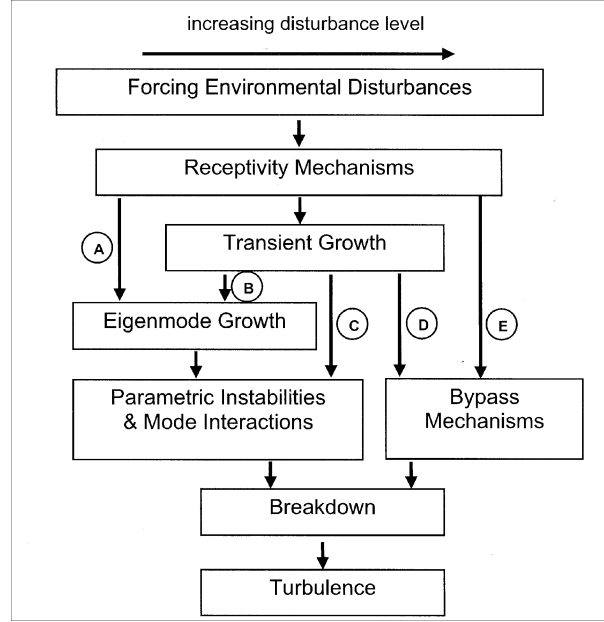 increasing disturbance level
Forcing Environmental Disturbances
Receptivity Mechanisms
A
Transient Growth
B
Eigenmode Growth
C
D
E
Parametric Instabilities
& Mode Interactions
Bypass
Mechanisms
Breakdown
Turbulence